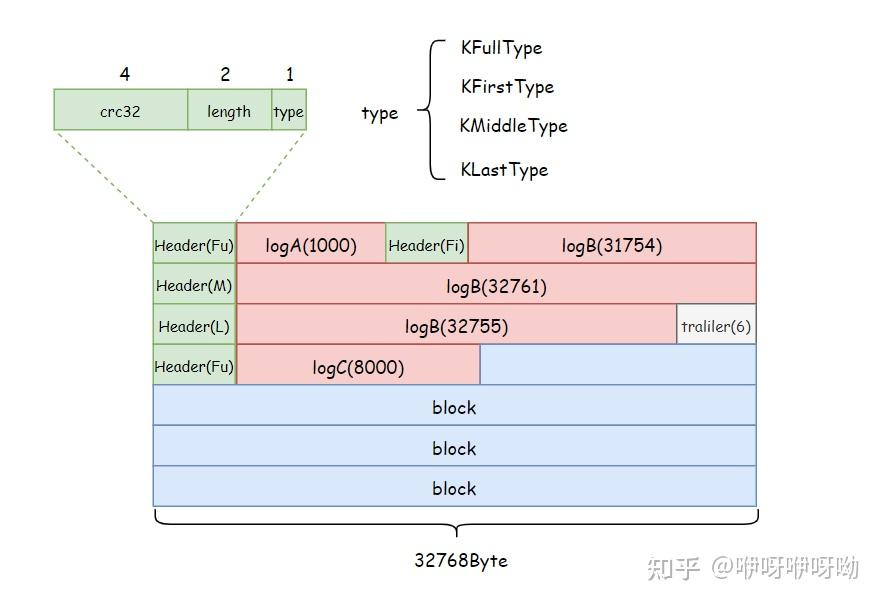 4 2 1
crc32 length type
type
KFullType
KFirstType
KMiddleType
KLastType
Header(Fu) logA(1000) Header(Fi) logB(31754)
Header(M) logB(32761)
Header(L) logB(32755) traliler(6)
Header(Fu) logC(8000)
block
block
block
32768Byte
知乎 @咿呀咿呀呦